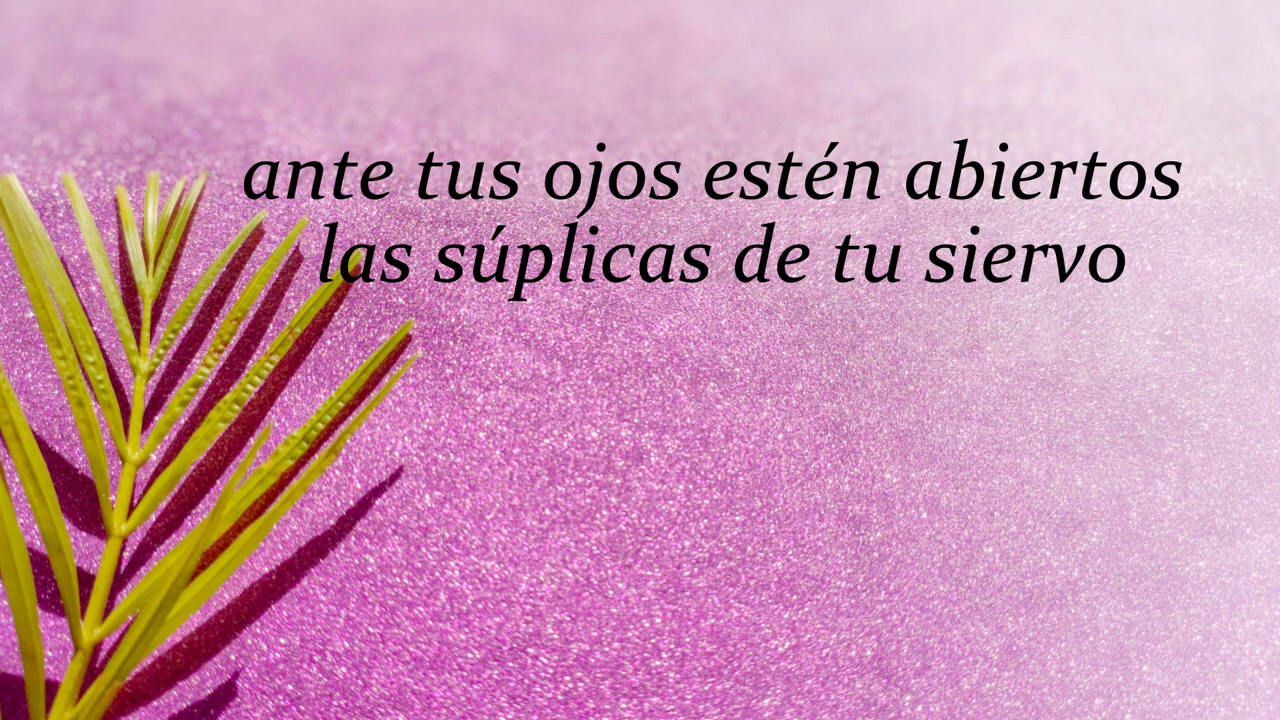 ante tus ojos estén abiertos
las súplicas de tu siervo